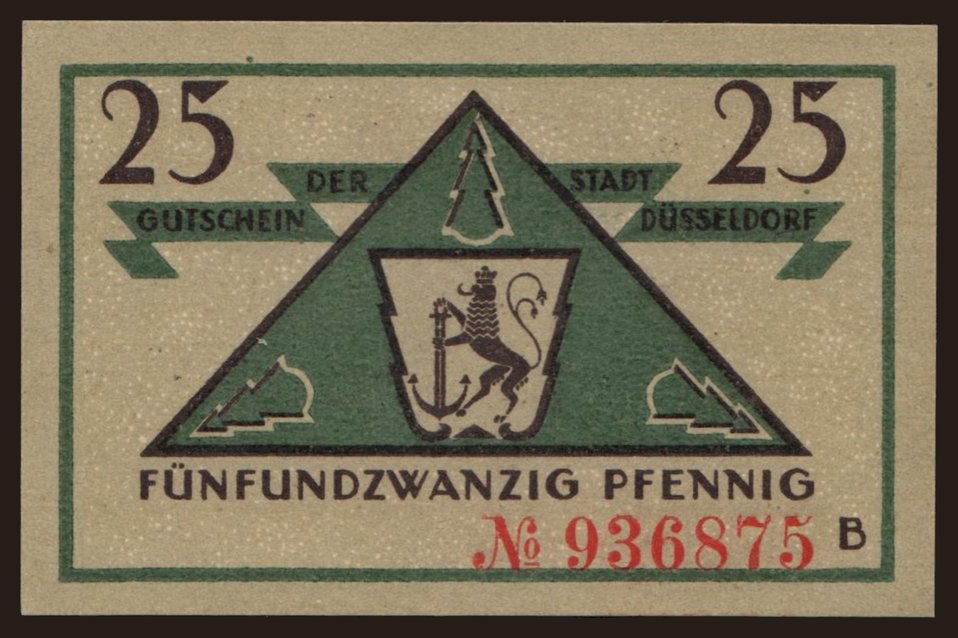 25 25
DER STADT
GUTSCHEIN DÜSSELDORF
FÜNFUNDZWANZIG PFENNIG
№ 936875 B